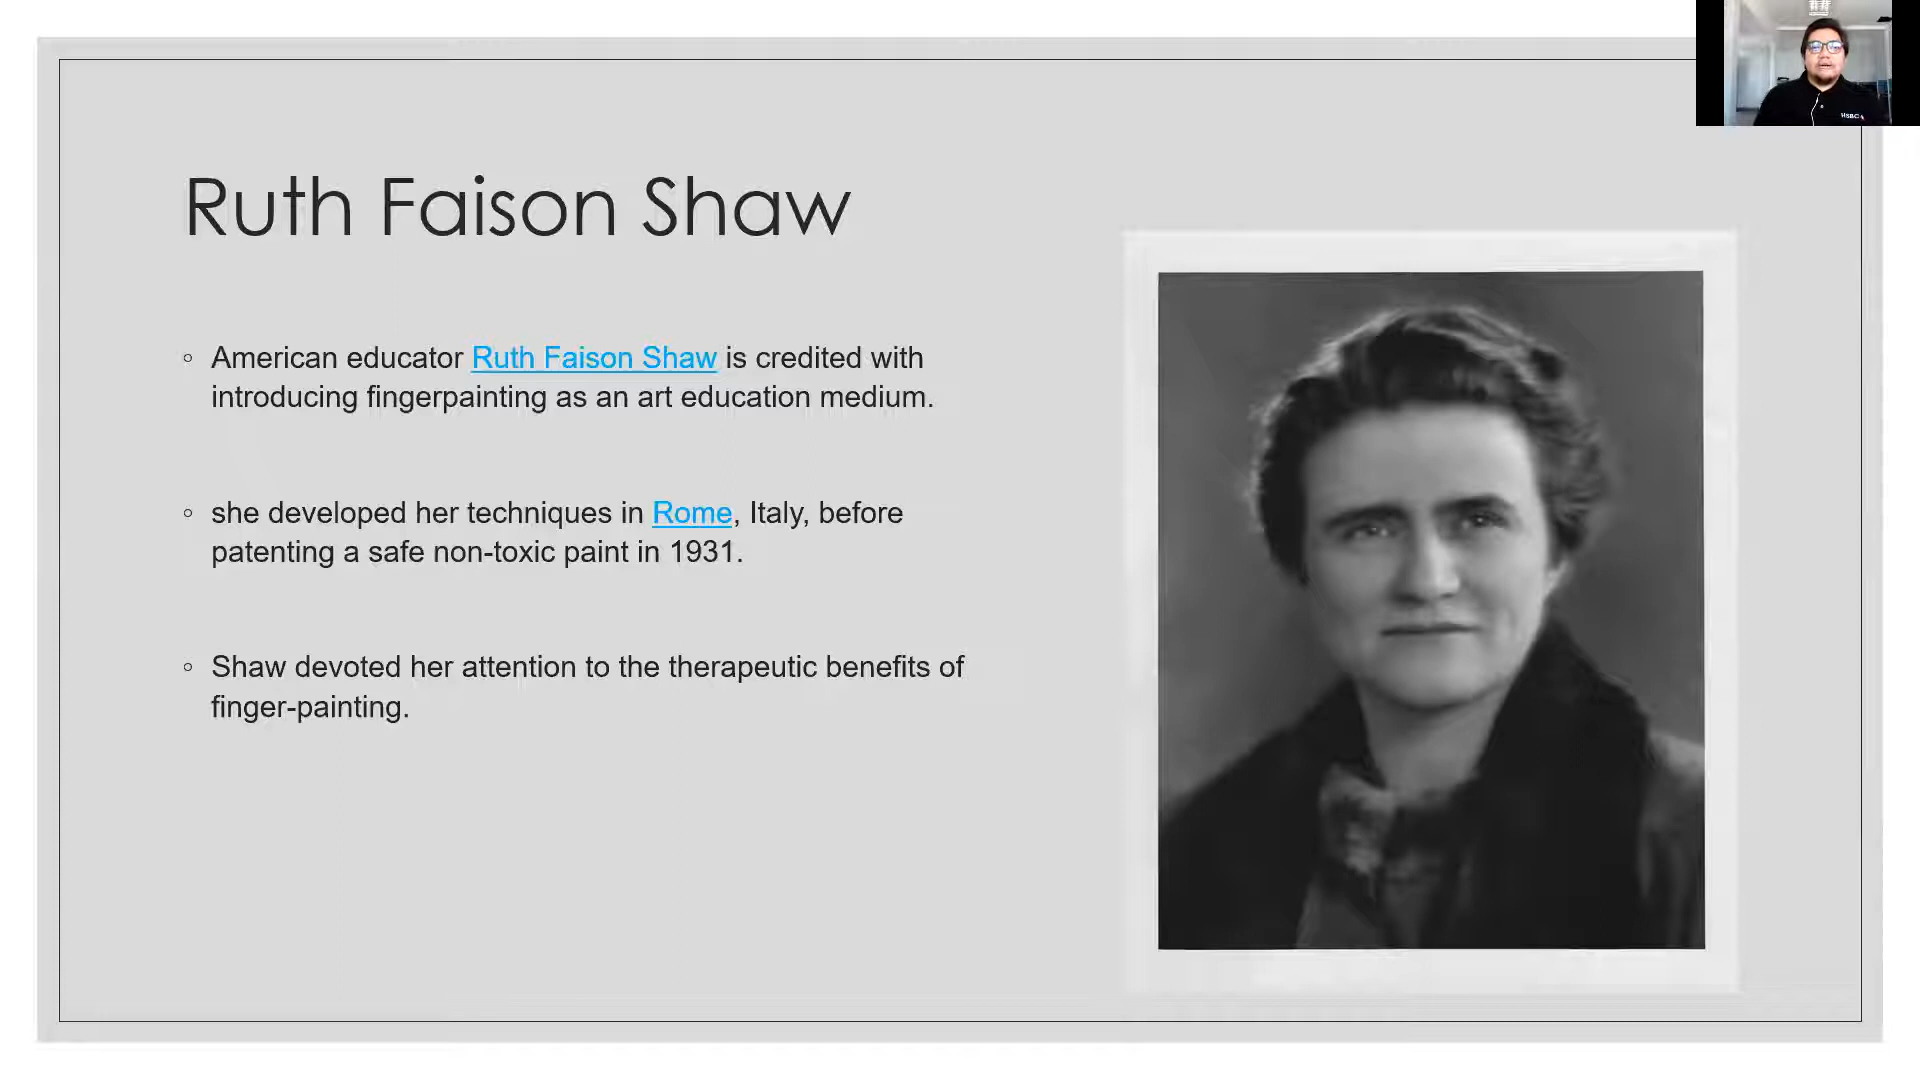 Ruth Faison Shaw
◦ American educator Ruth Faison Shaw is credited with
introducing fingerpainting as an art education medium.
◦ she developed her techniques in Rome, Italy, before
patenting a safe non-toxic paint in 1931.
◦ Shaw devoted her attention to the therapeutic benefits of
finger-painting.
HSBC